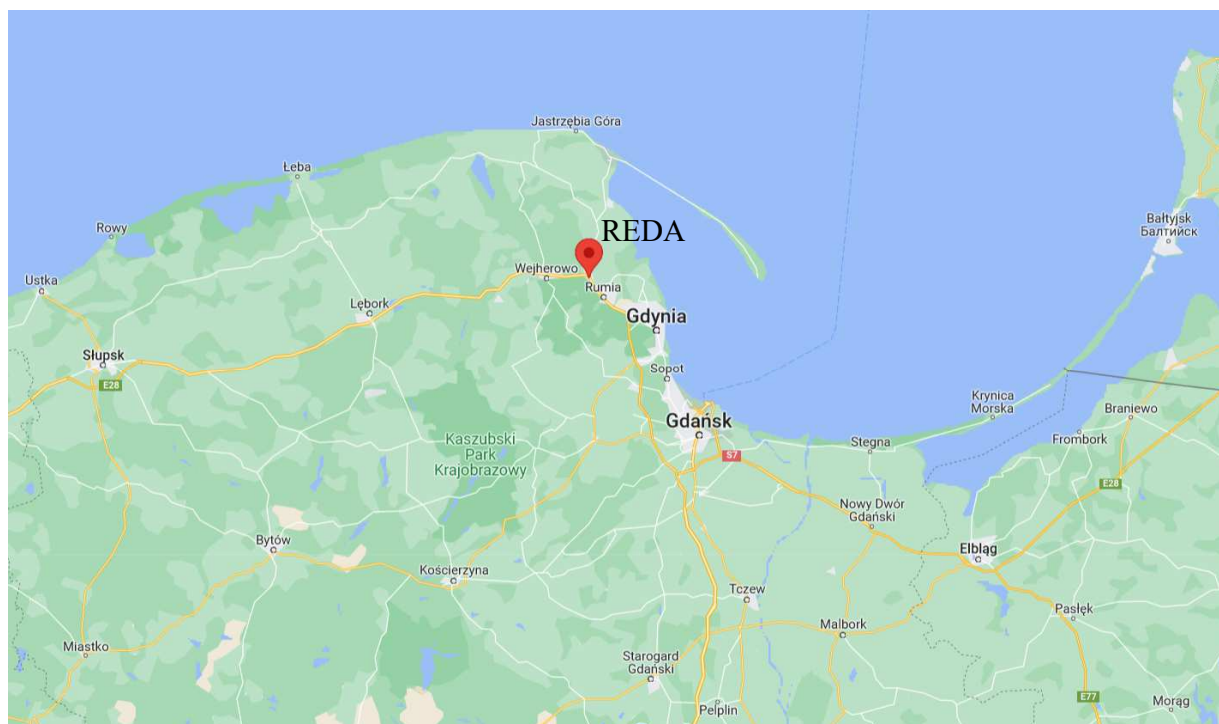 Jastrzębia Góra
Łeba
Rowy
REDA
Bałtyjsk
Балтийск
Wejherowo
Ustka
Rumia
Lębork
Gdynia
Słupsk
Sopot
E28
Krynica
Morska
Braniewo
Gdańsk
Kaszubski
Park
Krajobrazowy
Stegna
Frombork
S7
E28
Nowy Dwór
Gdański
Bytów
Elbląg
Kościerzyna
Tczew
Pasłęk
Malbork
Miastko
Starogard
Gdański
E77
Morąg
Pelplin